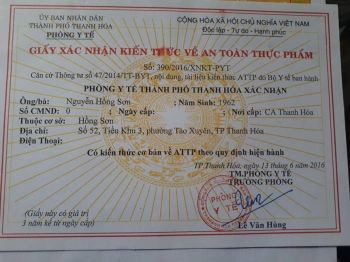 ỦY BAN NHÂN DÂN
THÀNH PHỐ THANH HÓA
PHÒNG Y TẾ
CỘNG HÒA XÃ HỘI CHỦ NGHĨA VIỆT NAM
Độc lập - Tự do - Hạnh phúc
GIẤY XÁC NHẬN KIẾN THỨC VỀ AN TOÀN THỰC PHẨM
Số: 390/2016/XNKT-PYT
Căn cứ Thông tư số 47/2014/TT-BYT, nội dung, tài liệu kiến thức ATTP do Bộ Y tế ban hành
PHÒNG Y TẾ THÀNH PHỐ THANH HÓA XÁC NHẬN
Ông/bà: Nguyễn Hồng Sơn Năm sinh: 1962
Số CMND: 0 Ngày cấp: ; Nơi cấp: CA Thanh Hóa
Thuộc cơ sở: Hồng Sơn
Địa chỉ: Số 52, Tiểu Khu 3, phường Tào Xuyên, TP Thanh Hóa
Điện Thoại:
Có kiến thức cơ bản về ATTP theo quy định hiện hành
TP Thanh Hóa, ngày 13 tháng 6 năm 2016
T.M PHÒNG Y TẾ
TRƯỞNG PHÒNG
PHÒNG
Y TẾ
(Giấy này có giá trị
3 năm kể từ ngày cấp)
Lê Văn Hùng